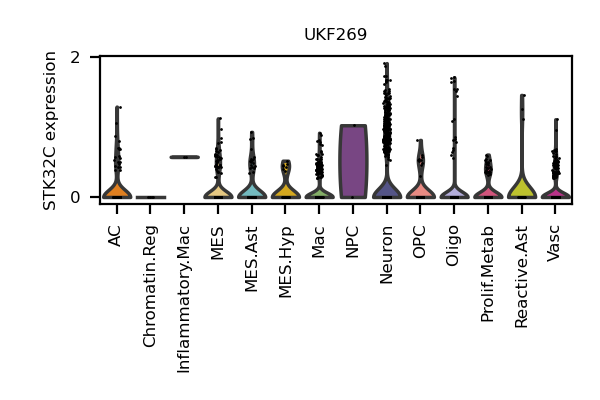 UKF269
STK32C expression
2
0
AC
Chromatin.Reg
Inflammatory.Mac
MES
MES.Ast
MES.Hyp
Mac
NPC
Neuron
OPC
Oligo
Prolif.Metab
Reactive.Ast
Vasc